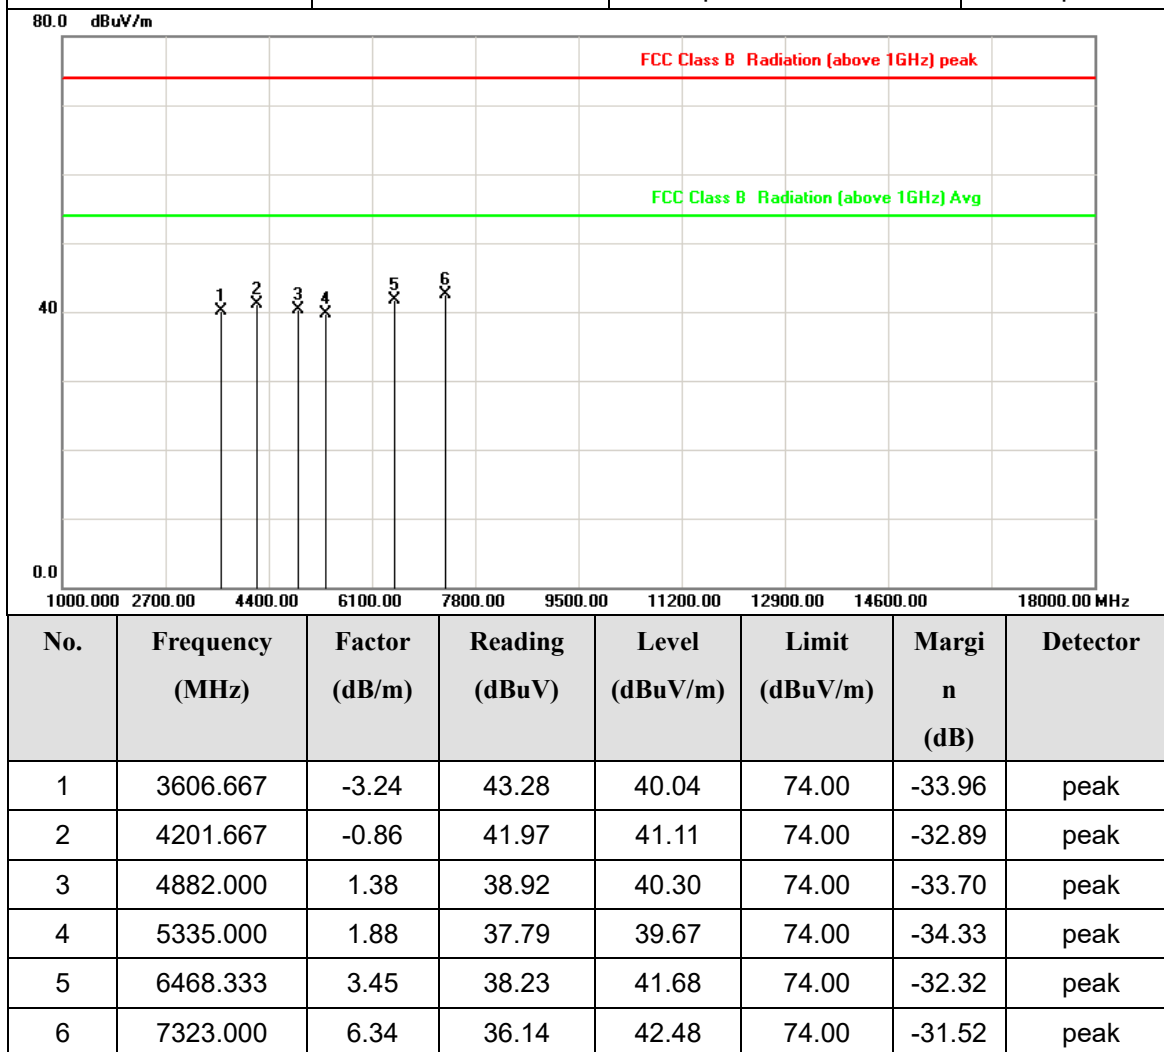 80.0 dBuV/m
FCC Class B Radiation (above 1GHz) peak
FCC Class B Radiation (above 1GHz) Avg
1 2 3 4 5 6
40
0.0
1000.000 2700.00 4400.00 6100.00 7800.00 9500.00 11200.00 12900.00 14600.00 18000.00 MHz
No. Frequency Factor Reading Level Limit Margi Detector
(MHz) (dB/m) (dBuV) (dBuV/m) (dBuV/m) n
(dB)
1 3606.667 -3.24 43.28 40.04 74.00 -33.96 peak
2 4201.667 -0.86 41.97 41.11 74.00 -32.89 peak
3 4882.000 1.38 38.92 40.30 74.00 -33.70 peak
4 5335.000 1.88 37.79 39.67 74.00 -34.33 peak
5 6468.333 3.45 38.23 41.68 74.00 -32.32 peak
6 7323.000 6.34 36.14 42.48 74.00 -31.52 peak